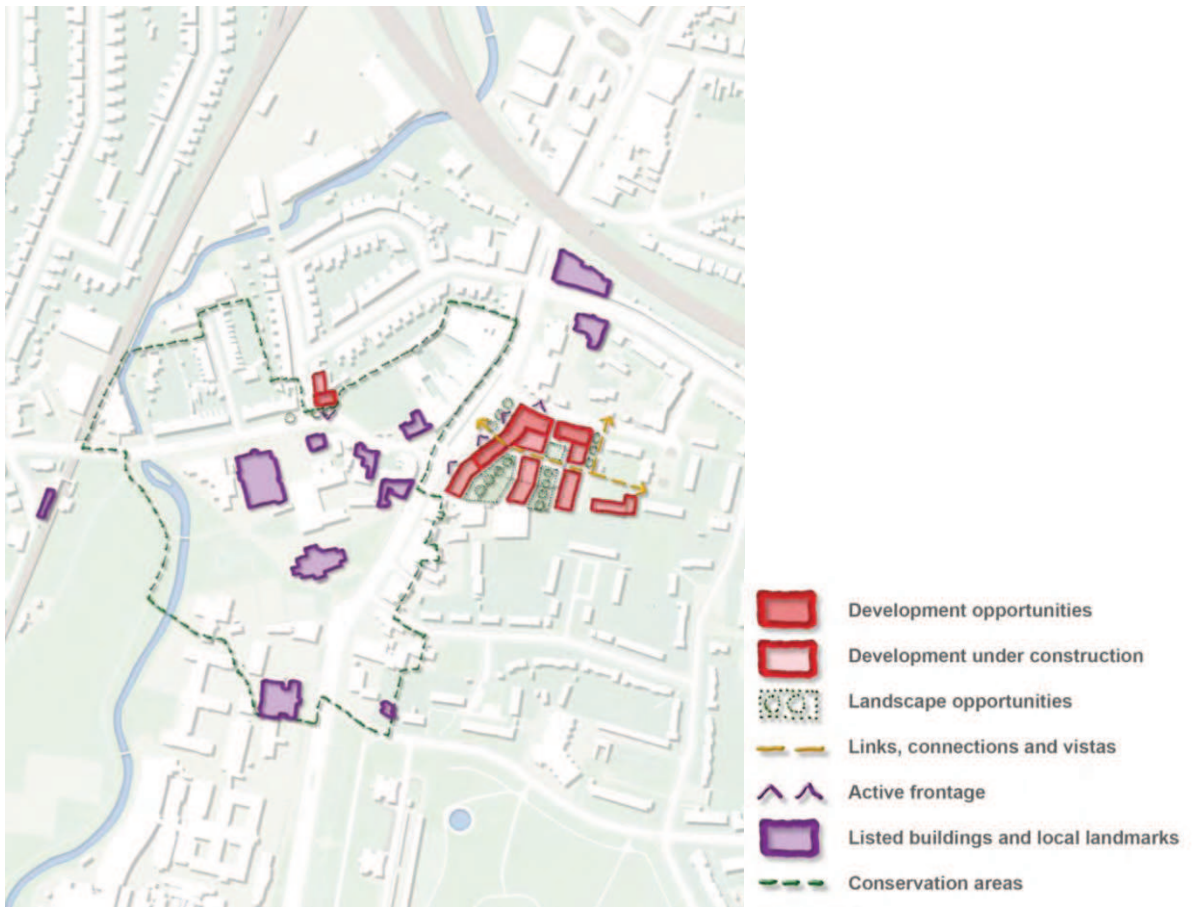 Development opportunities
Development under construction
Landscape opportunities
Links, connections and vistas
Active frontage
Listed buildings and local landmarks
Conservation areas